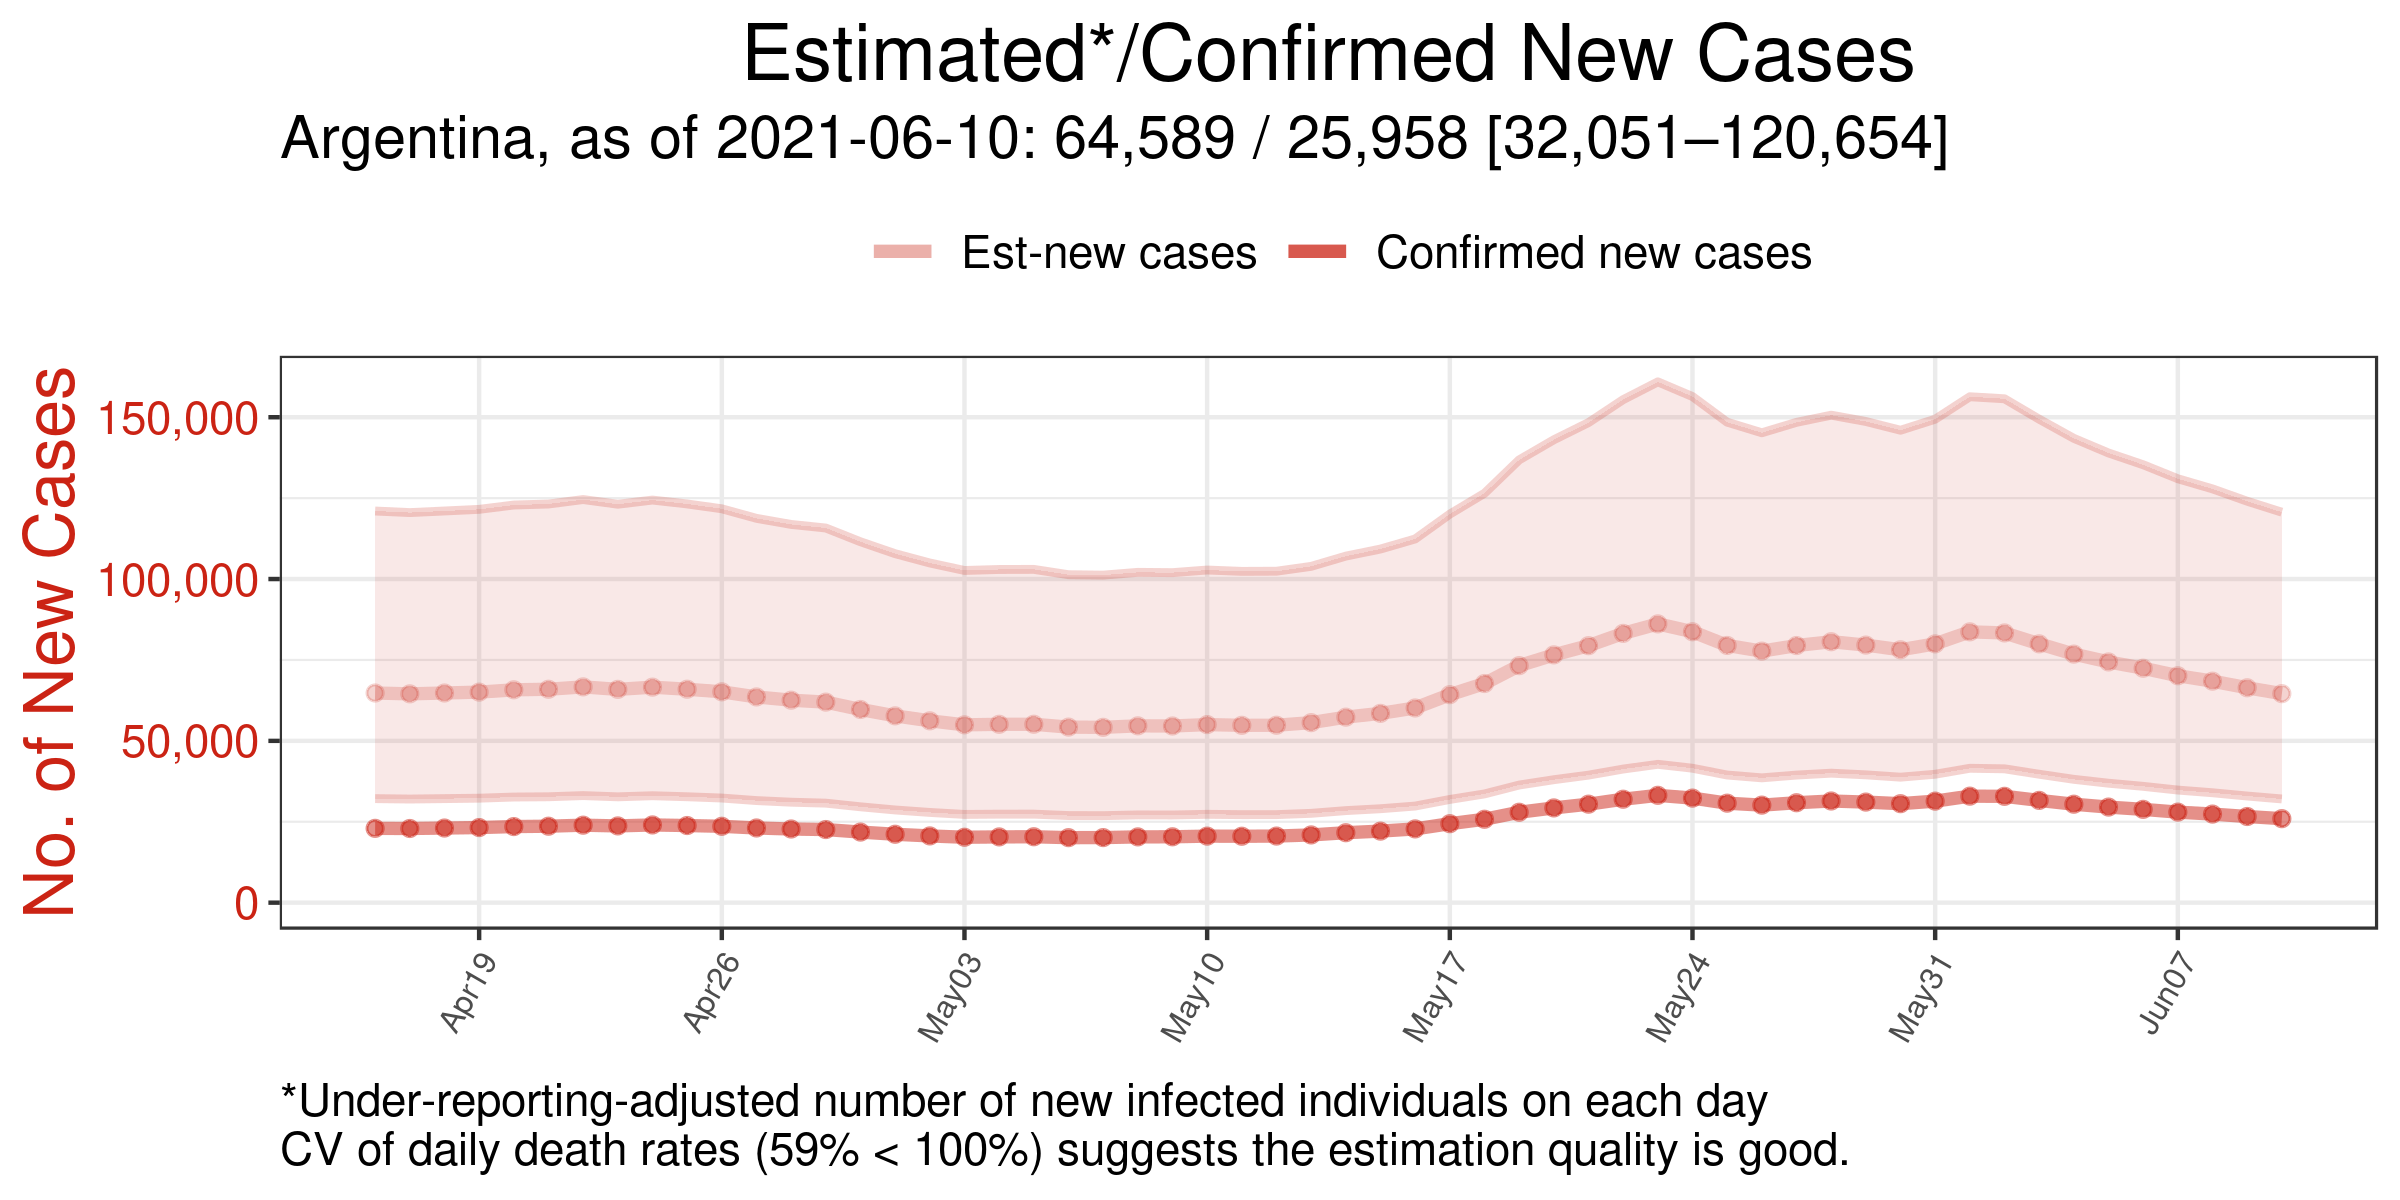 Estimated*/Confirmed New Cases
Argentina, as of 2021-06-10: 64,589 / 25,958 [32,051–120,654]
Est-new cases
Confirmed new cases
No. of New Cases
150,000
100,000
50,000
0
Apr19
Apr26
May03
May10
May17
May24
May31
Jun07
*Under-reporting-adjusted number of new infected individuals on each day
CV of daily death rates (59% < 100%) suggests the estimation quality is good.